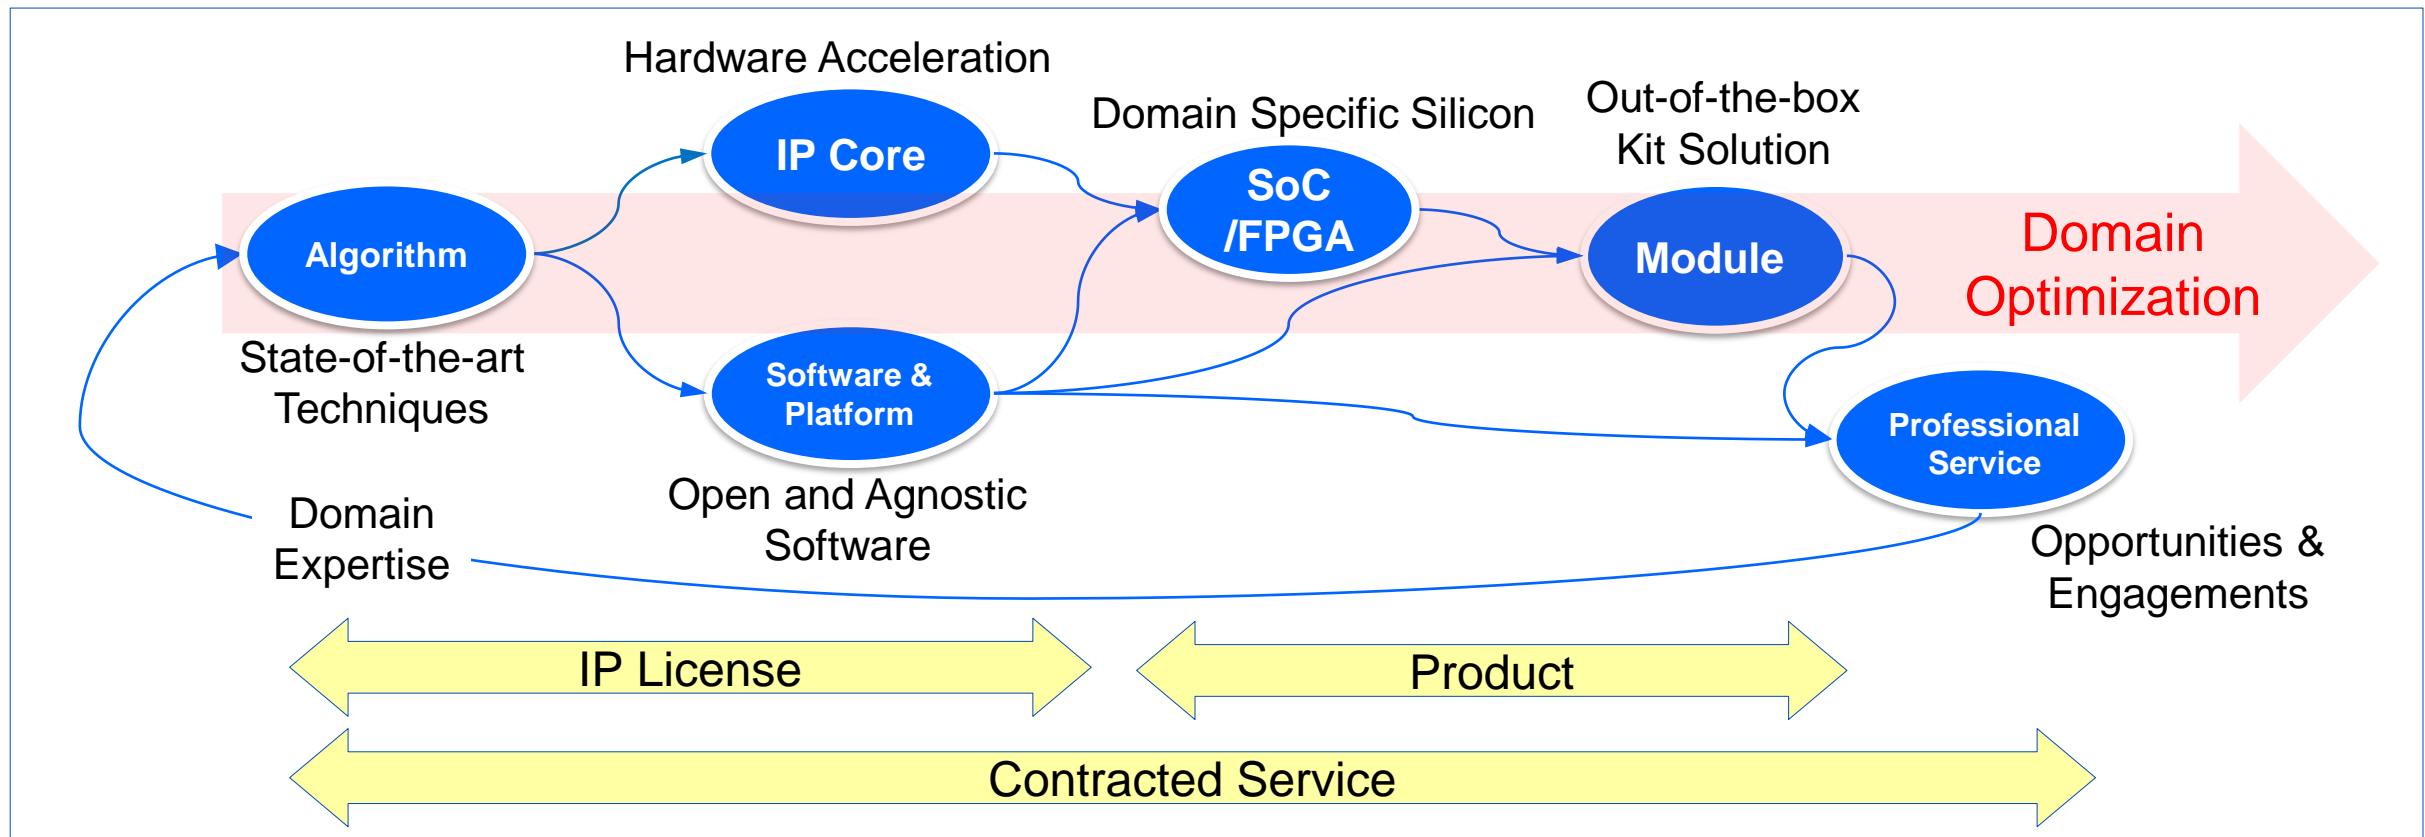 Hardware Acceleration
IP Core
Domain Specific Silicon
SoC
/FPGA
Out-of-the-box
Kit Solution
Module
Domain
Optimization
Algorithm
State-of-the-art
Techniques
Software &
Platform
Open and Agnostic
Software
Professional
Service
Opportunities &
Engagements
Domain
Expertise
IP License
Product
Contracted Service